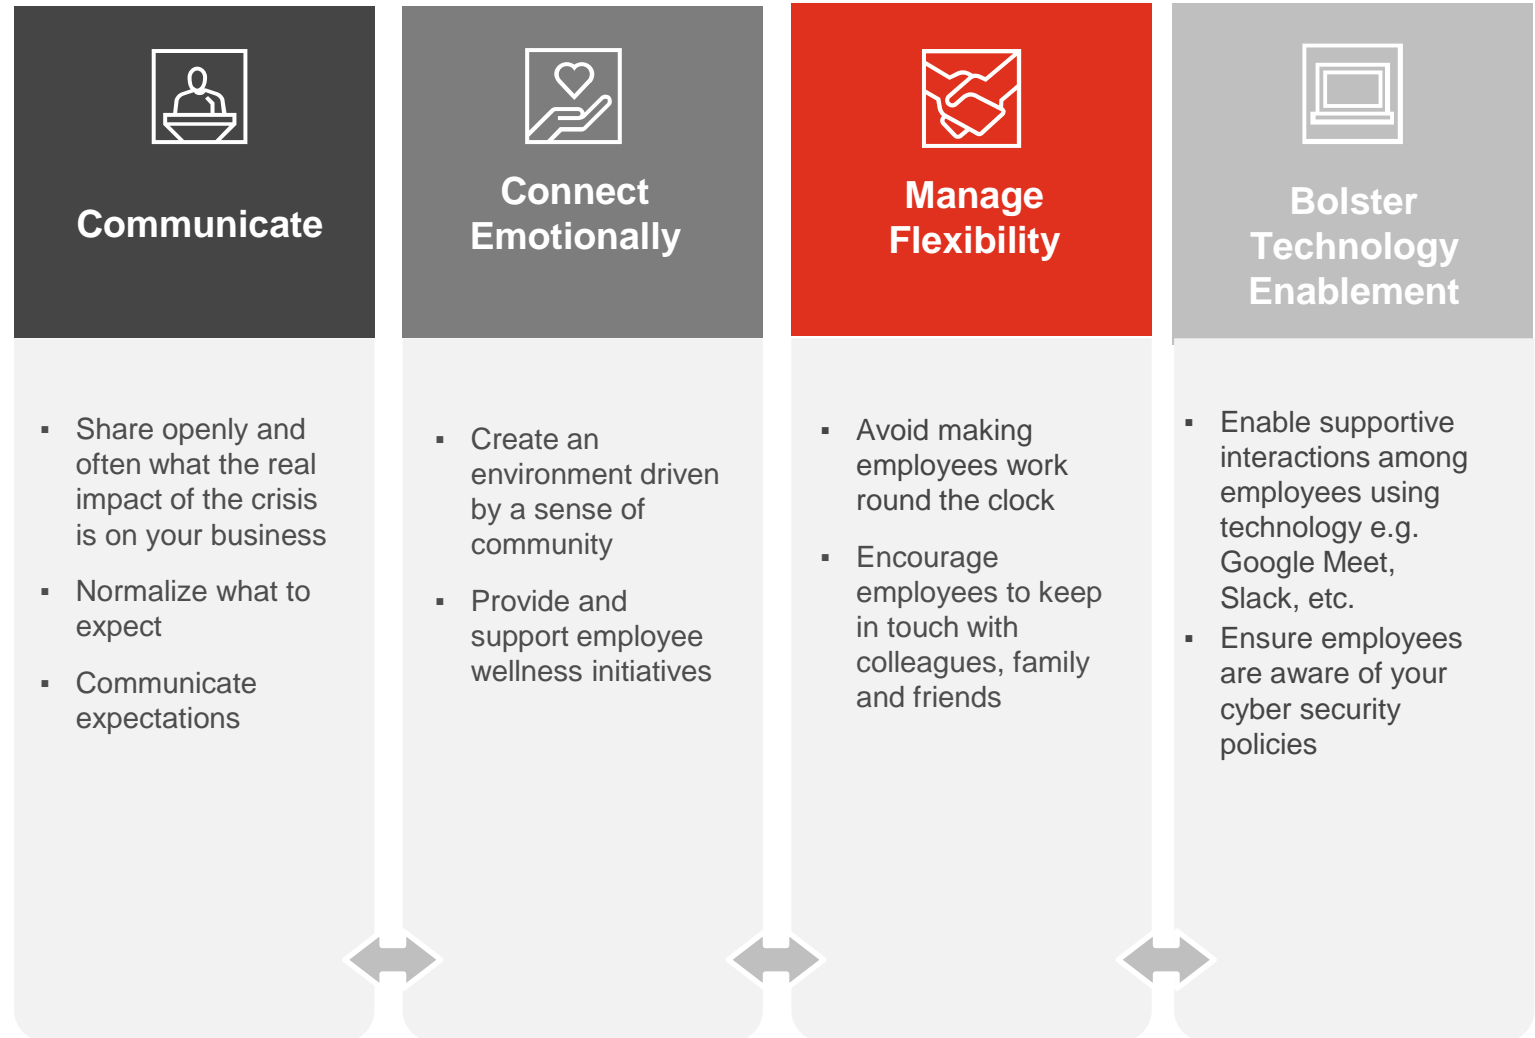 Communicate
▪ Share openly and
often what the real
impact of the crisis
is on your business
▪ Normalize what to
expect
▪ Communicate
expectations
Connect
Emotionally
▪ Create an
environment driven
by a sense of
community
▪ Provide and
support employee
wellness initiatives
Manage
Flexibility
▪ Avoid making
employees work
round the clock
▪ Encourage
employees to keep
in touch with
colleagues, family
and friends
Bolster
Technology
Enablement
▪ Enable supportive
interactions among
employees using
technology e.g.
Google Meet,
Slack, etc.
▪ Ensure employees
are aware of your
cyber security
policies